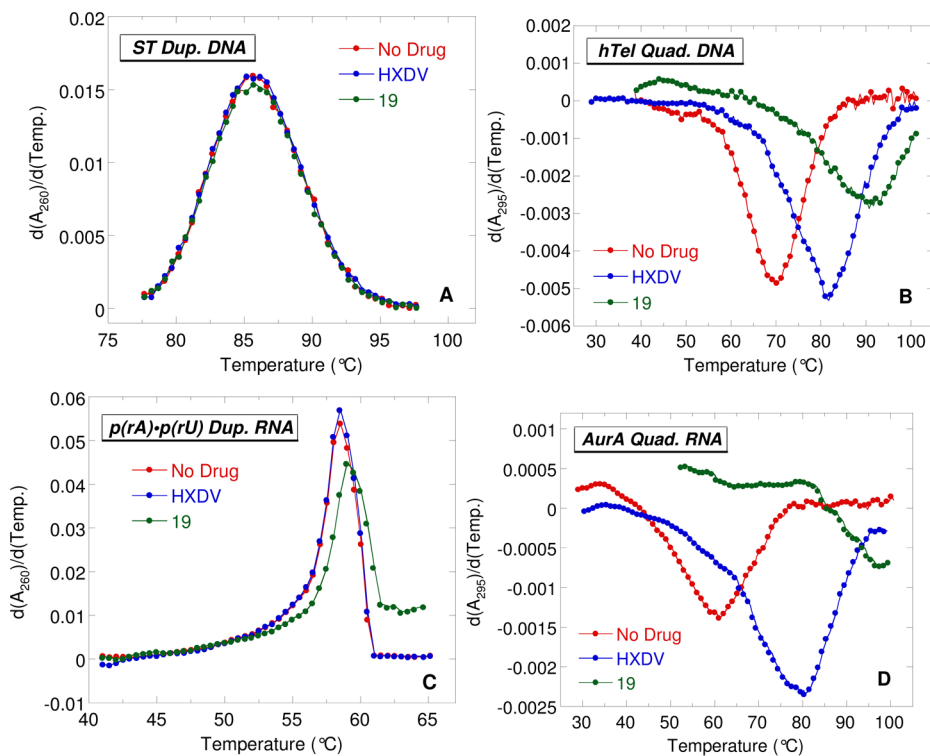 0.02
0.015
0.01
0.005
0
d(A260)/d(Temp.)
ST Dup. DNA
No Drug
HXDV
19
A
75 80 85 90 95 100
Temperature (°C)
0.001
0
-0.001
-0.002
-0.003
-0.004
-0.005
-0.006
d(A295)/d(Temp.)
hTel Quad. DNA
No Drug
HXDV
19
B
30 40 50 60 70 80 90 100
Temperature (°C)
0.06
0.05
0.04
0.03
0.02
0.01
0
-0.01
d(A260)/d(Temp.)
p(rA)•p(rU) Dup. RNA
No Drug
HXDV
19
C
40 45 50 55 60 65
Temperature (°C)
0.001
0.0005
0
-0.0005
-0.001
-0.0015
-0.002
-0.0025
d(A295)/d(Temp.)
AurA Quad. RNA
No Drug
HXDV
19
D
30 40 50 60 70 80 90 100
Temperature (°C)